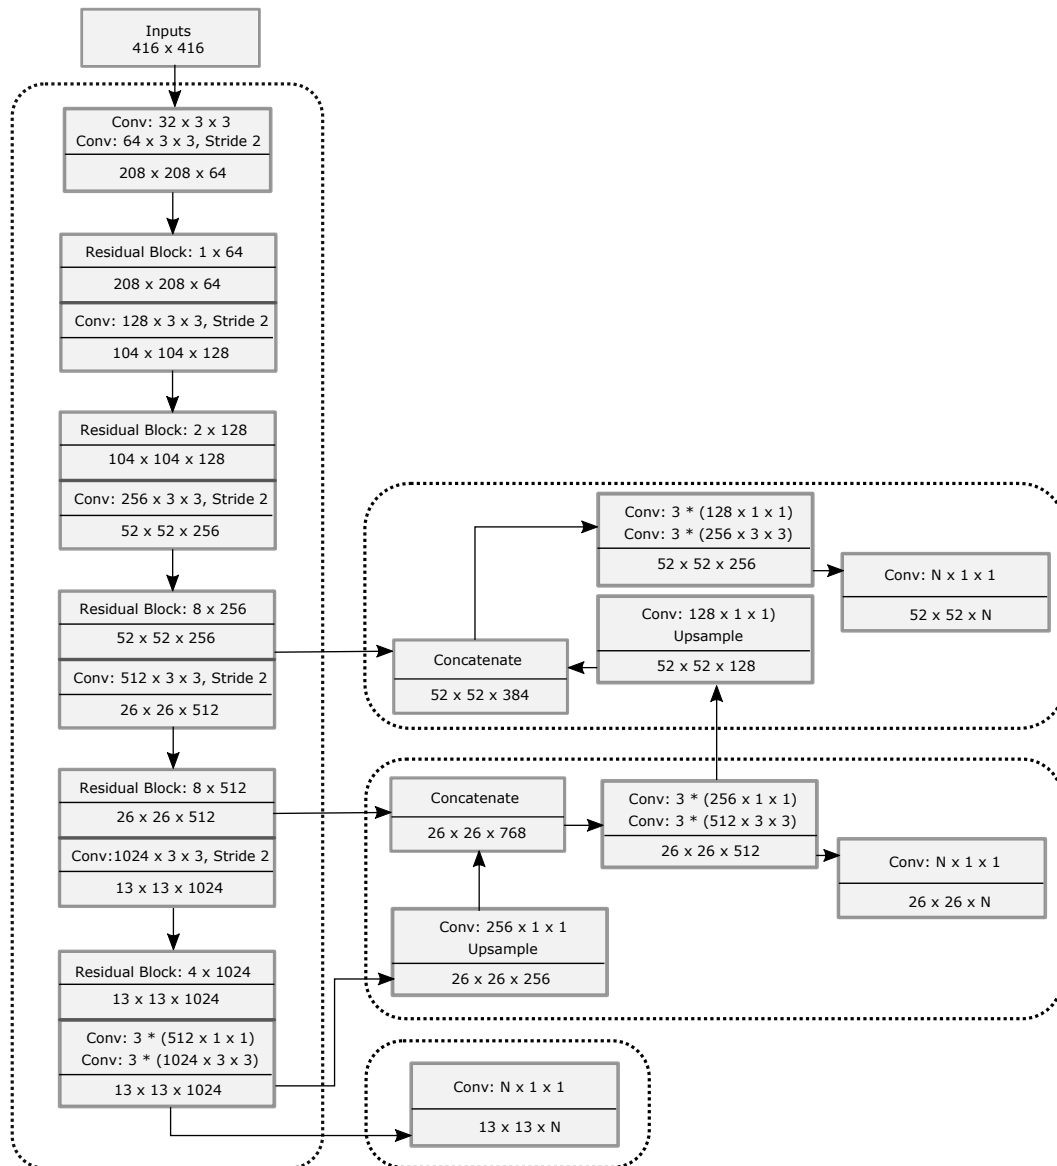 Inputs
416 x 416
Conv: 32 x 3 x 3
Conv: 64 x 3 x 3, Stride 2
208 x 208 x 64
Residual Block: 1 x 64
208 x 208 x 64
Conv: 128 x 3 x 3, Stride 2
104 x 104 x 128
Residual Block: 2 x 128
104 x 104 x 128
Conv: 256 x 3 x 3, Stride 2
52 x 52 x 256
Residual Block: 8 x 256
52 x 52 x 256
Conv: 512 x 3 x 3, Stride 2
26 x 26 x 512
Residual Block: 8 x 512
26 x 26 x 512
Conv:1024 x 3 x 3, Stride 2
13 x 13 x 1024
Residual Block: 4 x 1024
13 x 13 x 1024
Conv: 3 * (512 x 1 x 1)
Conv: 3 * (1024 x 3 x 3)
13 x 13 x 1024
Conv: 3 * (128 x 1 x 1)
Conv: 3 * (256 x 3 x 3)
52 x 52 x 256
Conv: N x 1 x 1
52 x 52 x N
Conv: 128 x 1 x 1)
Upsample
52 x 52 x 128
Concatenate
52 x 52 x 384
Concatenate
26 x 26 x 768
Conv: 3 * (256 x 1 x 1)
Conv: 3 * (512 x 3 x 3)
26 x 26 x 512
Conv: N x 1 x 1
26 x 26 x N
Conv: 256 x 1 x 1
Upsample
26 x 26 x 256
Conv: N x 1 x 1
13 x 13 x N